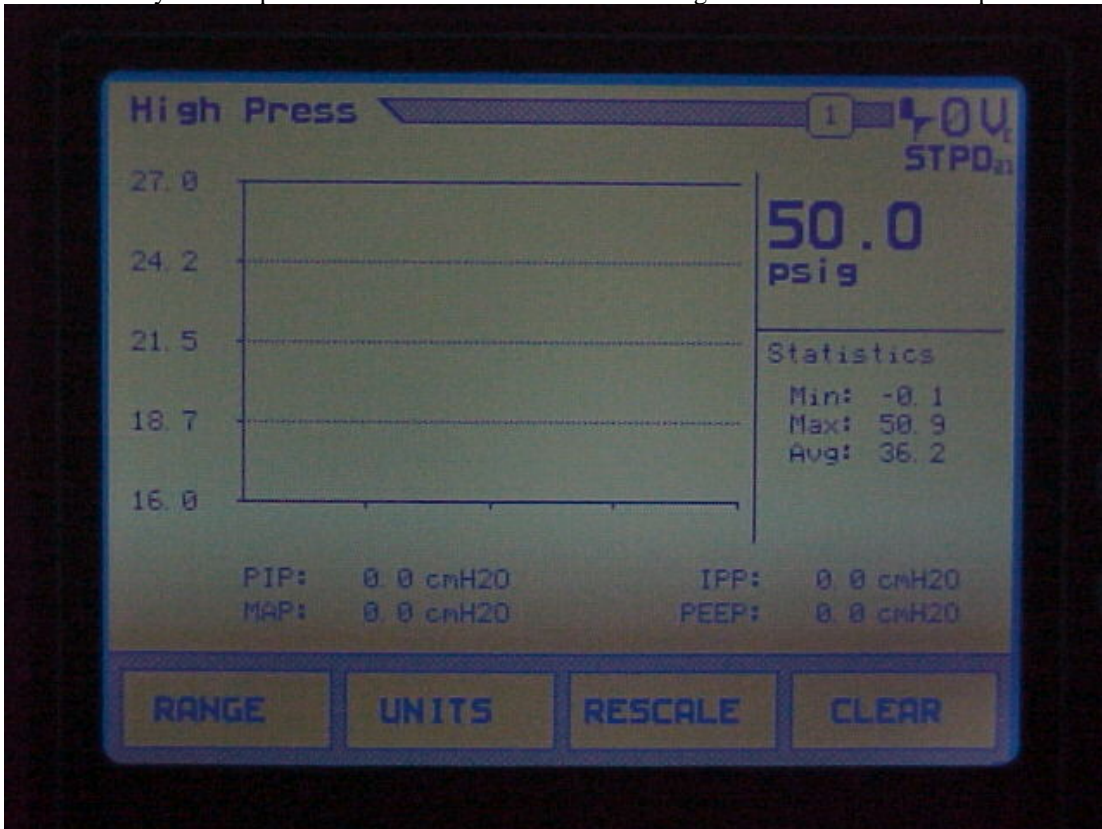 High Press 1 0 V
STPD21
27.0
24.2
21.5
18.7
16.0
50.0
psig
Statistics
Min: -0.1
Max: 50.9
Avg: 36.2
PIP: 0.0 cmH2O IPP: 0.0 cmH2O
MAP: 0.0 cmH2O PEEP: 0.0 cmH2O
RANGE UNITS RESCALE CLEAR